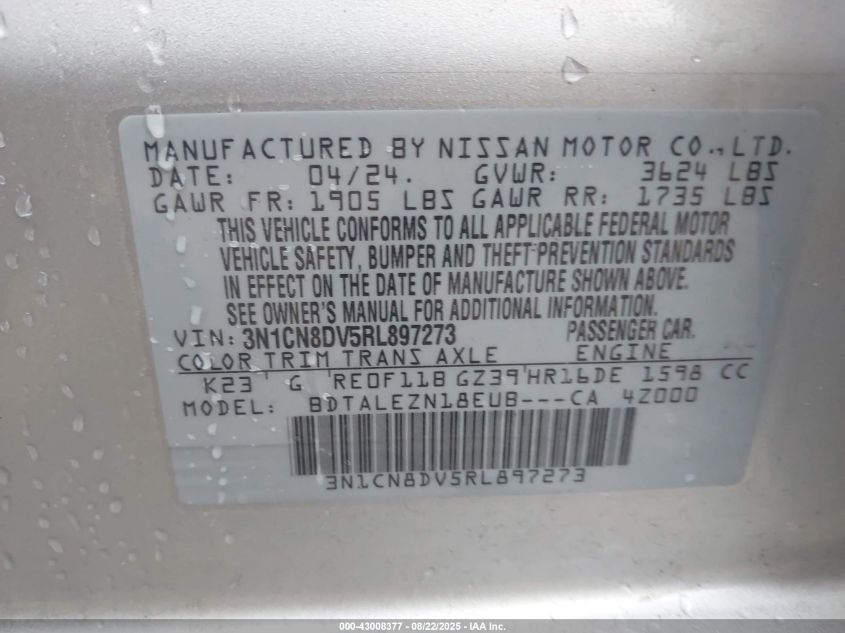 MANUFACTURED BY NISSAN MOTOR CO., LTD.
DATE: 04/24. GVWR: 3624 LBS
GAWR FR: 1905 LBS GAWR RR: 1735 LBS
THIS VEHICLE CONFORMS TO ALL APPLICABLE FEDERAL MOTOR
VEHICLE SAFETY, BUMPER AND THEFT PREVENTION STANDARDS
IN EFFECT ON THE DATE OF MANUFACTURE SHOWN ABOVE.
SEE OWNER'S MANUAL FOR ADDITIONAL INFORMATION.
VIN: 3N1CN8DV5RL897273 PASSENGER CAR.
COLOR TRIM TRANS AXLE ENGINE
K23 G RE0F11B GZ39 HR16DE 1598 CC
MODEL: BDTALEZN18EUB---CA 4Z000
3N1CN8DV5RL897273
000-43008377 - 08/22/2025 - IAA Inc.